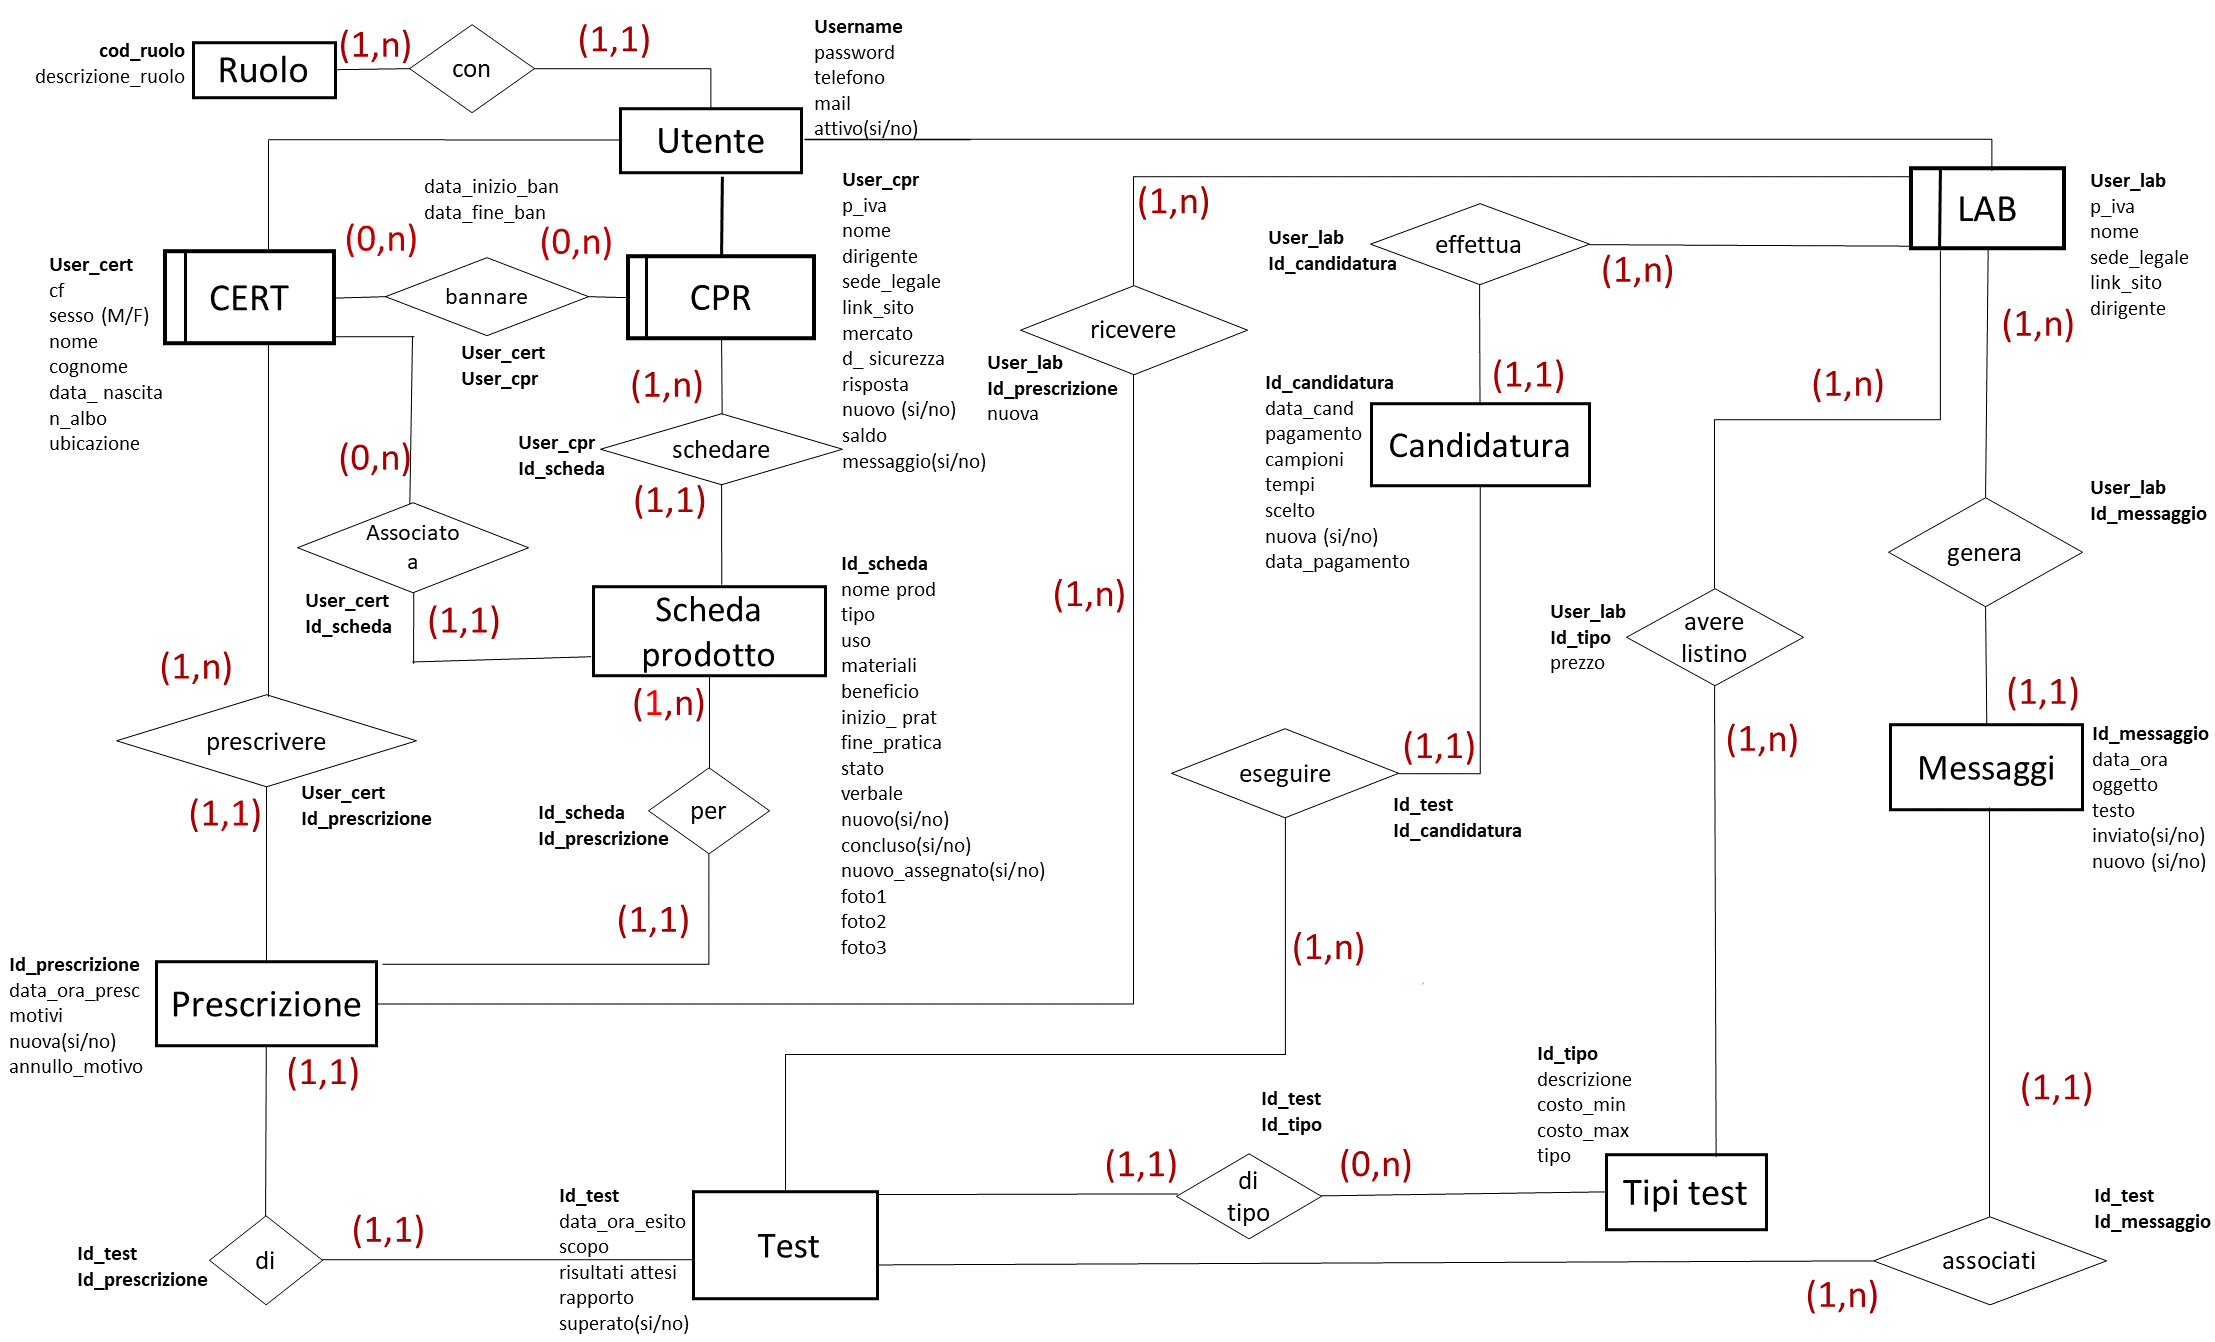 cod_ruolo
descrizione_ruolo
Ruolo
(1,n)
con
(1,1)
Username
password
telefono
mail
attivo(si/no)
Utente
data_inizio_ban
data_fine_ban
(0,n)
(0,n)
User_cert
cf
sesso (M/F)
nome
cognome
data_ nascita
n_albo
ubicazione
CERT
bannare
User_cert
User_cpr
CPR
User_cpr
p_iva
nome
dirigente
sede_legale
link_sito
mercato
d_ sicurezza
risposta
nuovo (si/no)
saldo
messaggio(si/no)
(1,n)
User_cpr
Id_scheda
schedare
(1,1)
(0,n)
Associato
a
User_cert
Id_scheda
(1,1)
Scheda
prodotto
Id_scheda
nome prod
tipo
uso
materiali
beneficio
inizio_ prat
fine_pratica
stato
verbale
nuovo(si/no)
concluso(si/no)
nuovo_assegnato(si/no)
foto1
foto2
foto3
(1,n)
prescrivere
(1,1)
User_cert
Id_prescrizione
(1,n)
per
Id_scheda
Id_prescrizione
(1,1)
Id_prescrizione
data_ora_presc
motivi
nuova(si/no)
annullo_motivo
Prescrizione
(1,1)
Id_test
Id_prescrizione
di
(1,1)
(1,n)
ricevere
User_lab
Id_prescrizione
nuova
(1,n)
User_lab
Id_candidatura
effettua
(1,n)
LAB
User_lab
p_iva
nome
sede_legale
link_sito
dirigente
(1,1)
Id_candidatura
data_cand
pagamento
campioni
tempi
scelto
nuova (si/no)
data_pagamento
Candidatura
eseguire
(1,1)
Id_test
Id_candidatura
(1,n)
(1,n)
User_lab
Id_tipo
prezzo
avere
listino
(1,n)
(1,n)
User_lab
Id_messaggio
genera
(1,1)
Messaggi
Id_messaggio
data_ora
oggetto
testo
inviato(si/no)
nuovo (si/no)
(1,1)
Id_test
data_ora_esito
scopo
risultati attesi
rapporto
superato(si/no)
Test
(1,1)
Id_test
Id_tipo
di
tipo
(0,n)
Id_tipo
descrizione
costo_min
costo_max
tipo
Tipi test
Id_test
Id_messaggio
associati
(1,n)